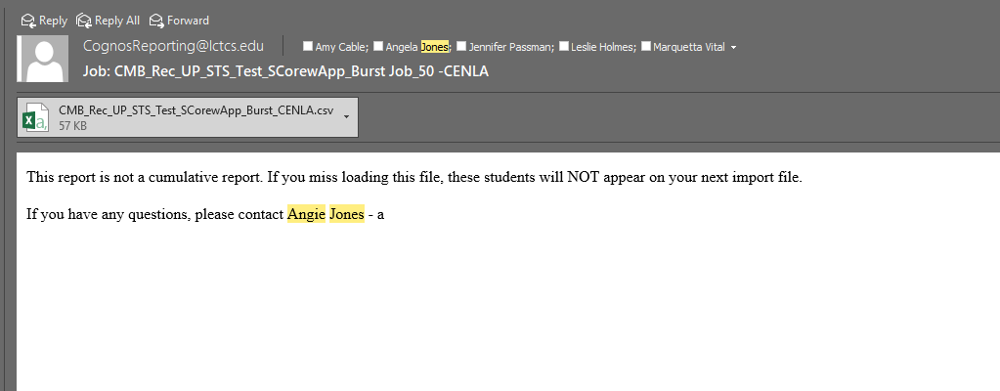 Reply Reply All Forward
CognosReporting@lctcs.edu Amy Cable; Angela Jones; Jennifer Passman; Leslie Holmes; Marquetta Vital
Job: CMB_Rec_UP_STS_Test_SCorewApp_Burst Job_50 -CENLA
CMB_Rec_UP_STS_Test_SCorewApp_Burst_CENLA.csv
57 KB
This report is not a cumulative report. If you miss loading this file, these students will NOT appear on your next import file.
If you have any questions, please contact Angie Jones - a